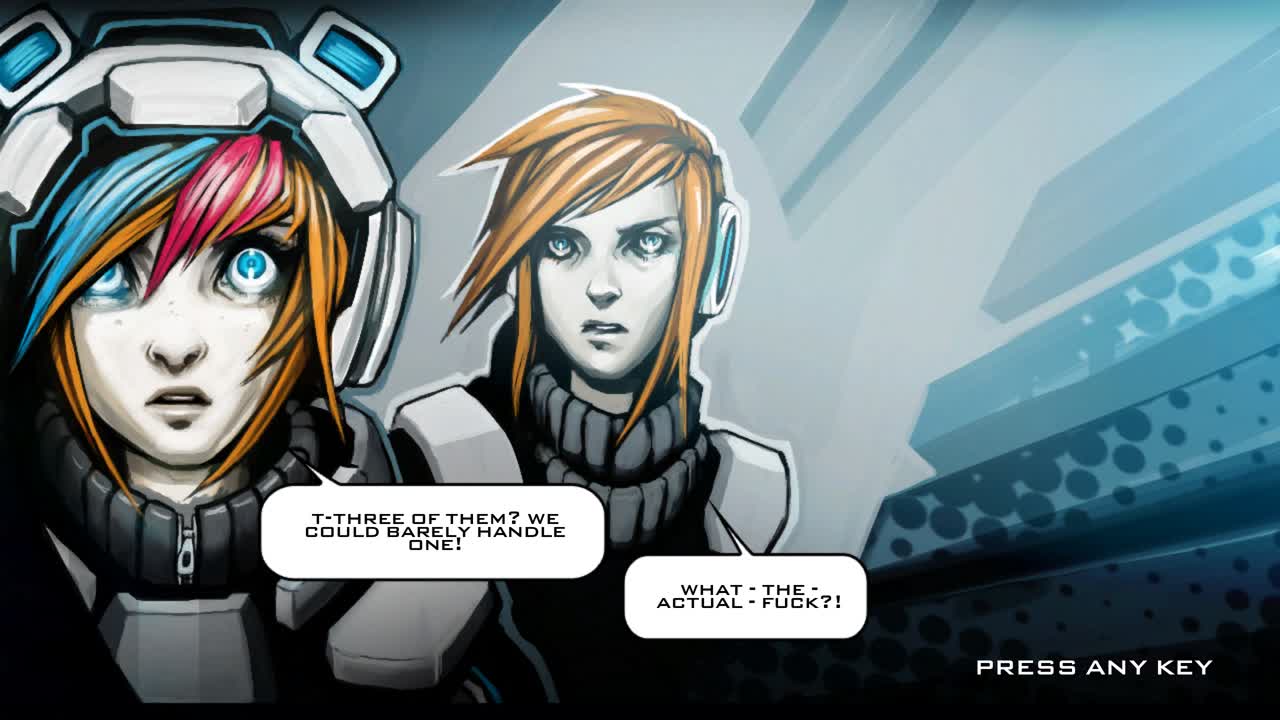 T-THREE OF THEM? WE
COULD BARELY HANDLE
ONE!
WHAT - THE -
ACTUAL - FUCK?!
PRESS ANY KEY